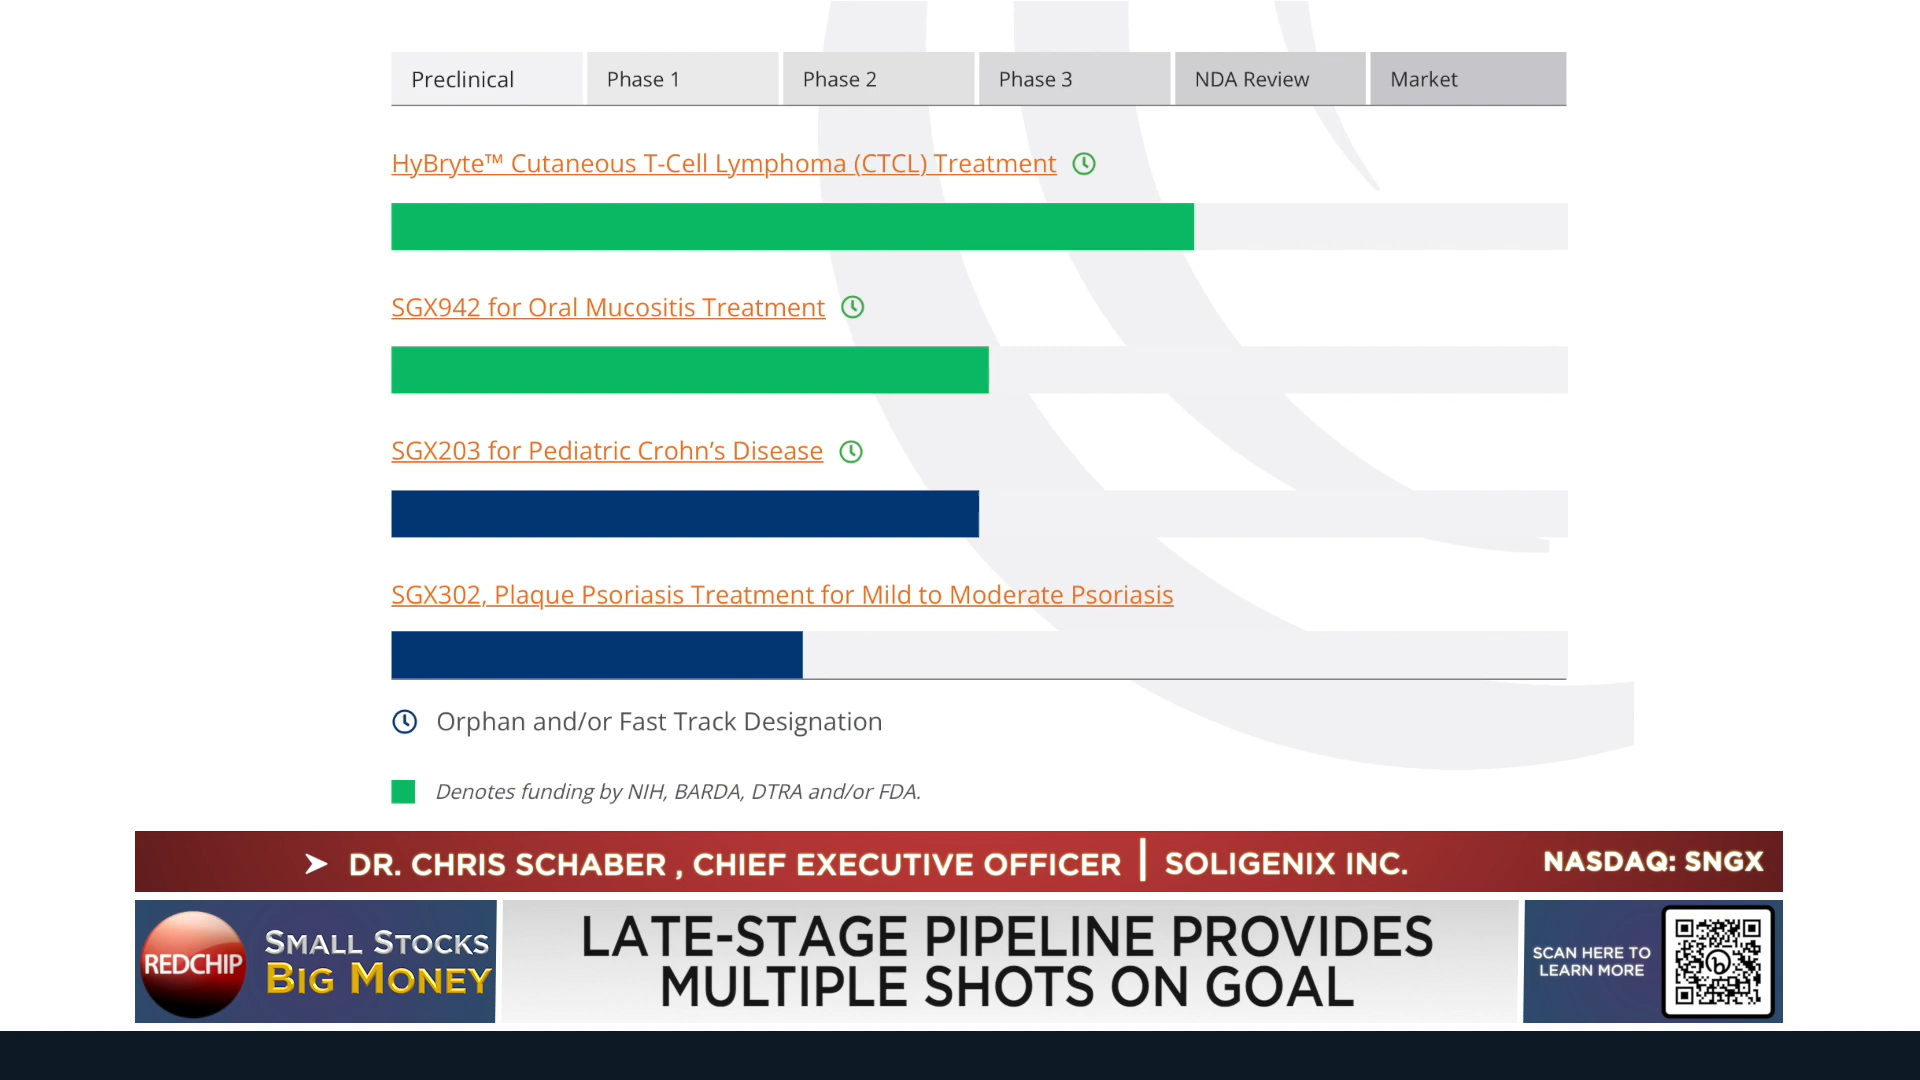 Preclinical
Phase 1
Phase 2
Phase 3
NDA Review
Market
HyBryte™ Cutaneous T-Cell Lymphoma (CTCL) Treatment
SGX942 for Oral Mucositis Treatment
SGX203 for Pediatric Crohn’s Disease
SGX302, Plaque Psoriasis Treatment for Mild to Moderate Psoriasis
Orphan and/or Fast Track Designation
Denotes funding by NIH, BARDA, DTRA and/or FDA.
DR. CHRIS SCHABER , CHIEF EXECUTIVE OFFICER | SOLIGENIX INC.
NASDAQ: SNGX
REDCHIP
SMALL STOCKS
BIG MONEY
LATE-STAGE PIPELINE PROVIDES
MULTIPLE SHOTS ON GOAL
SCAN HERE TO
LEARN MORE